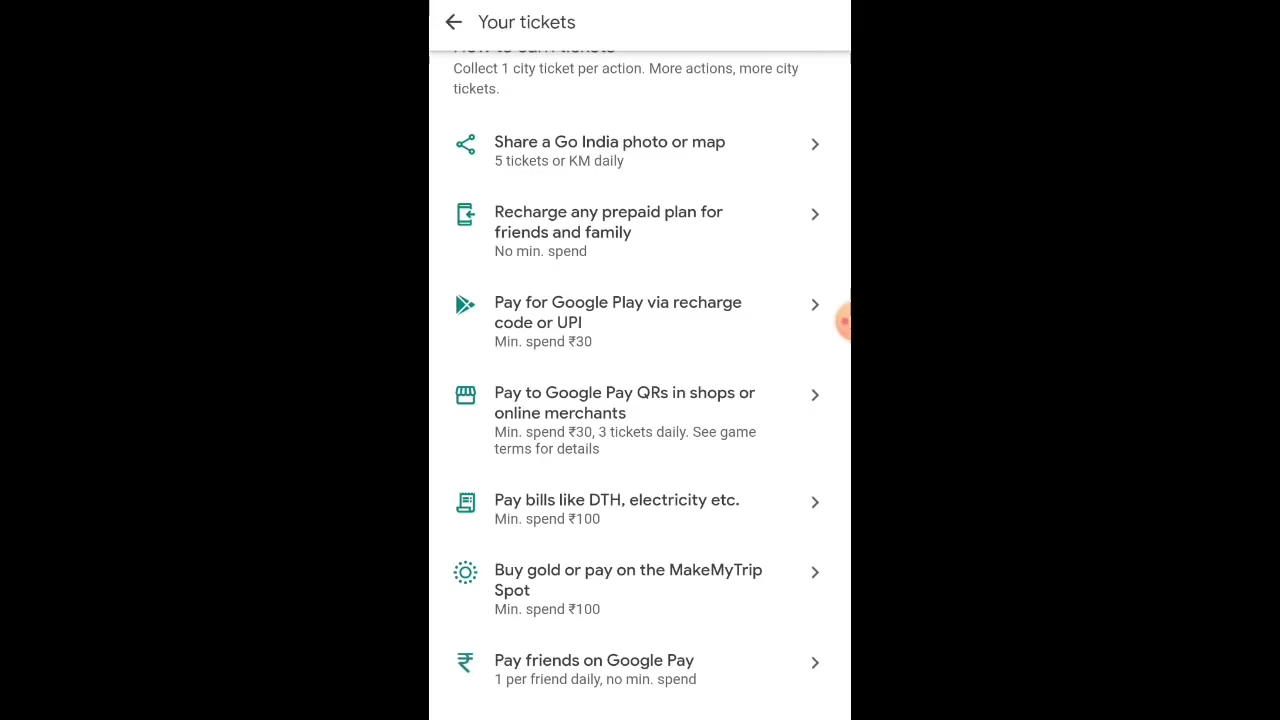 Your tickets
How to earn tickets
Collect 1 city ticket per action. More actions, more city
tickets.
Share a Go India photo or map
5 tickets or KM daily
Recharge any prepaid plan for
friends and family
No min. spend
Pay for Google Play via recharge
code or UPI
Min. spend ₹30
Pay to Google Pay QRs in shops or
online merchants
Min. spend ₹30, 3 tickets daily. See game
terms for details
Pay bills like DTH, electricity etc.
Min. spend ₹100
Buy gold or pay on the MakeMyTrip
Spot
Min. spend ₹100
Pay friends on Google Pay
1 per friend daily, no min. spend